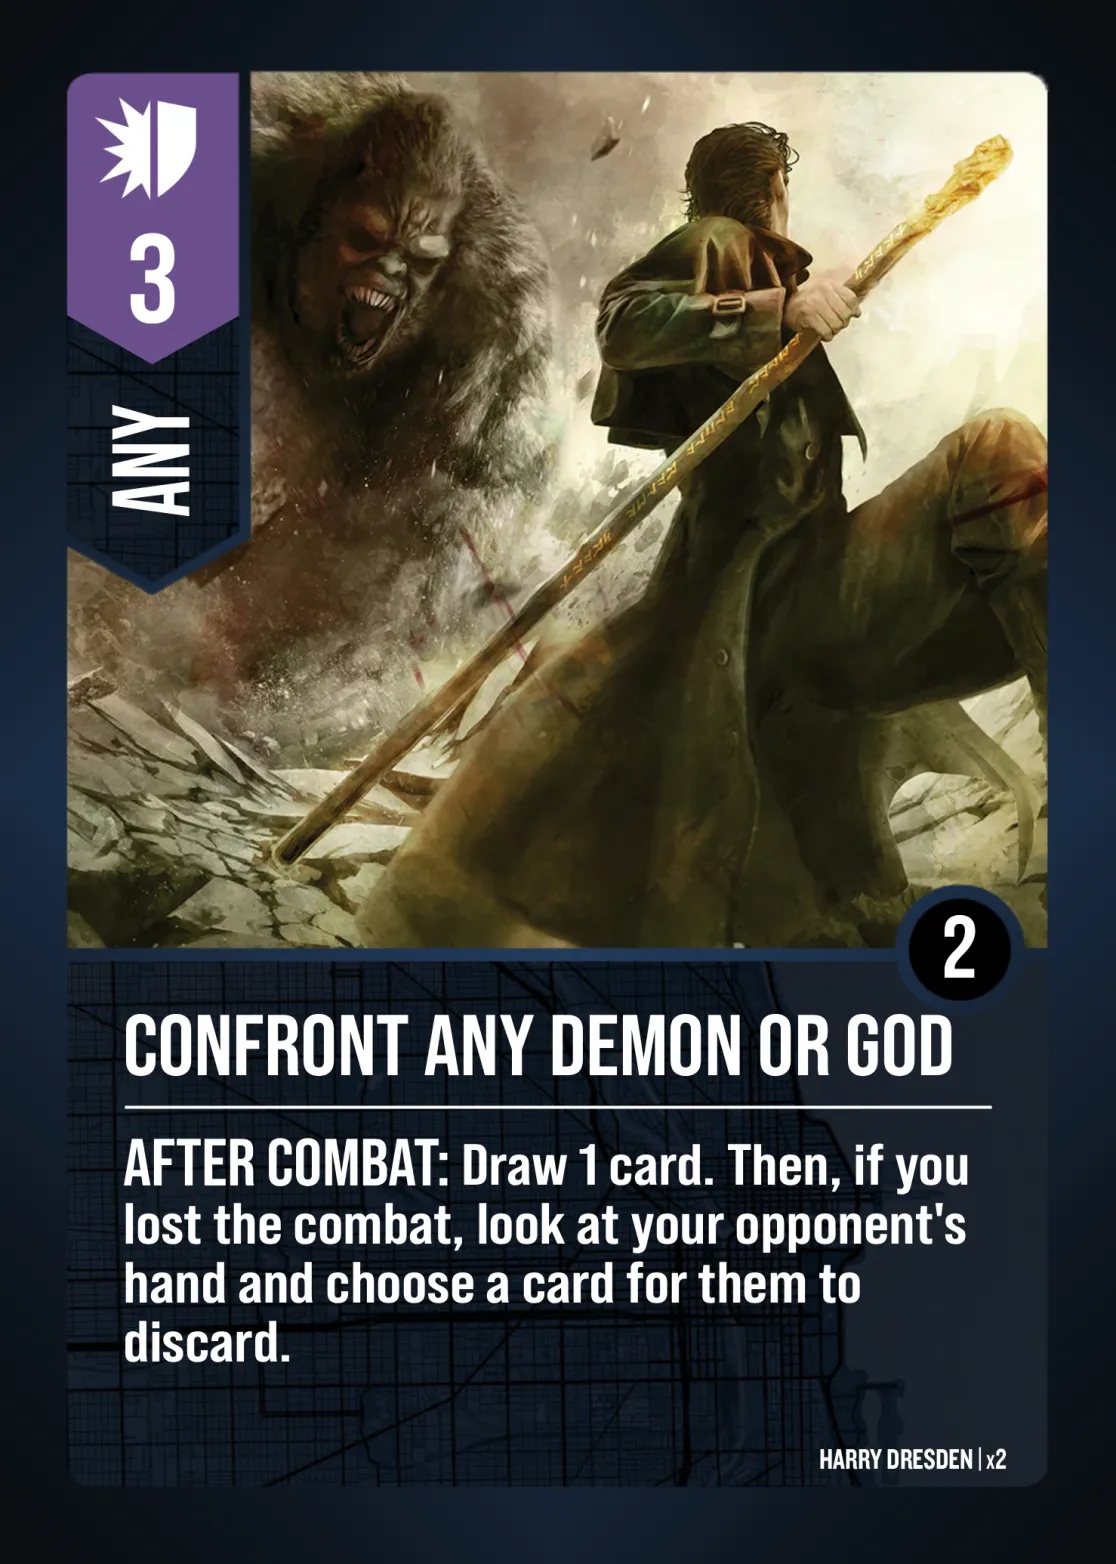 3
ANY
2
CONFRONT ANY DEMON OR GOD
AFTER COMBAT: Draw 1 card. Then, if you
lost the combat, look at your opponent's
hand and choose a card for them to
discard.
HARRY DRESDEN | x2